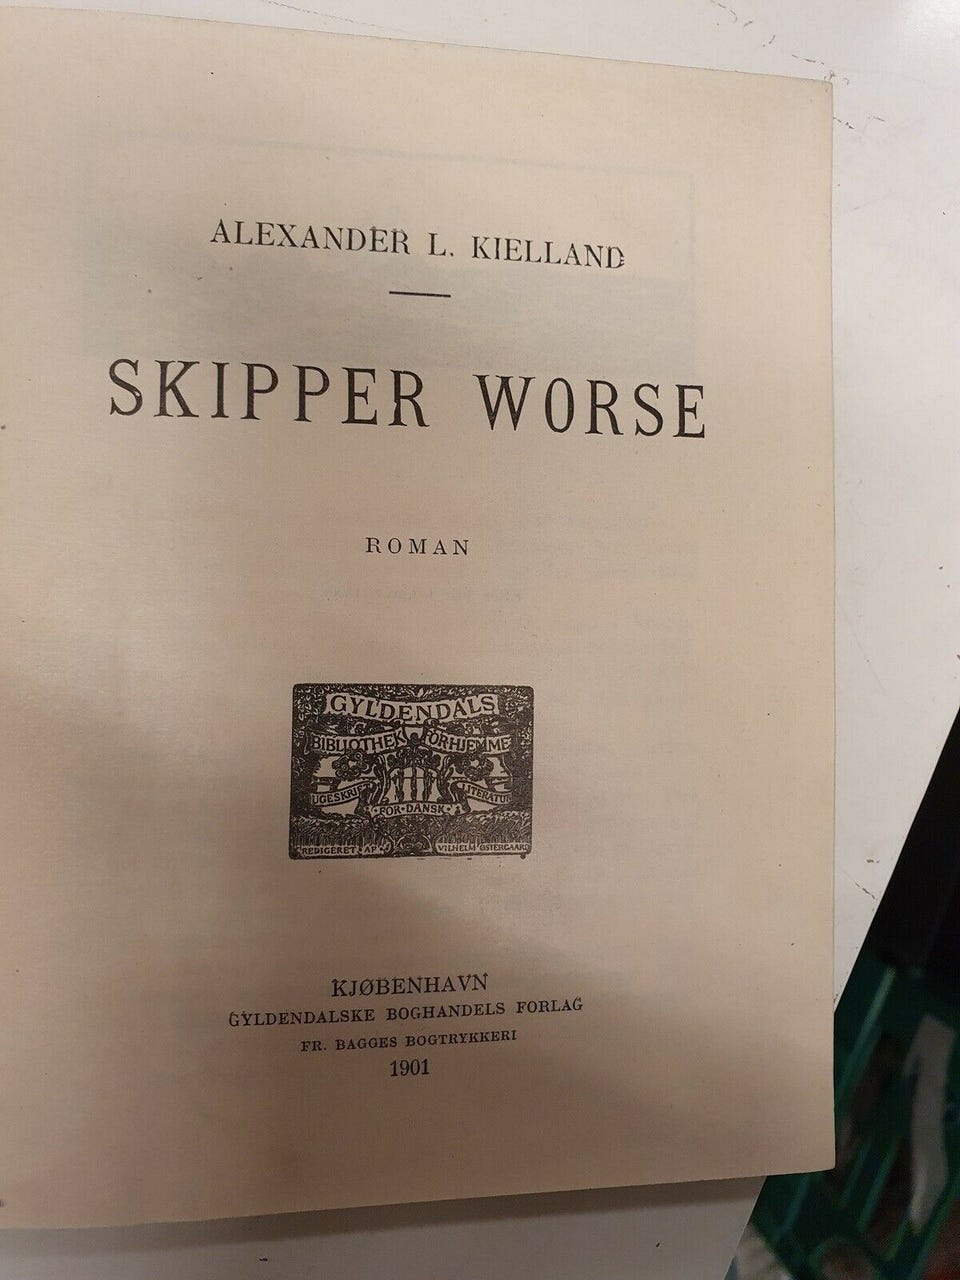 ALEXANDER L. KIELLAND
SKIPPER WORSE
ROMAN
GYLDENDALS
BIBLIOTHEK FOR HJEMME
UGESKRIFT LITERATUR
FOR DANSK
REDIGERET AF VILHELM ØSTERGAARD
KJØBENHAVN
GYLDENDALSKE BOGHANDELS FORLAG
FR. BAGGES BOGTRYKKERI
1901